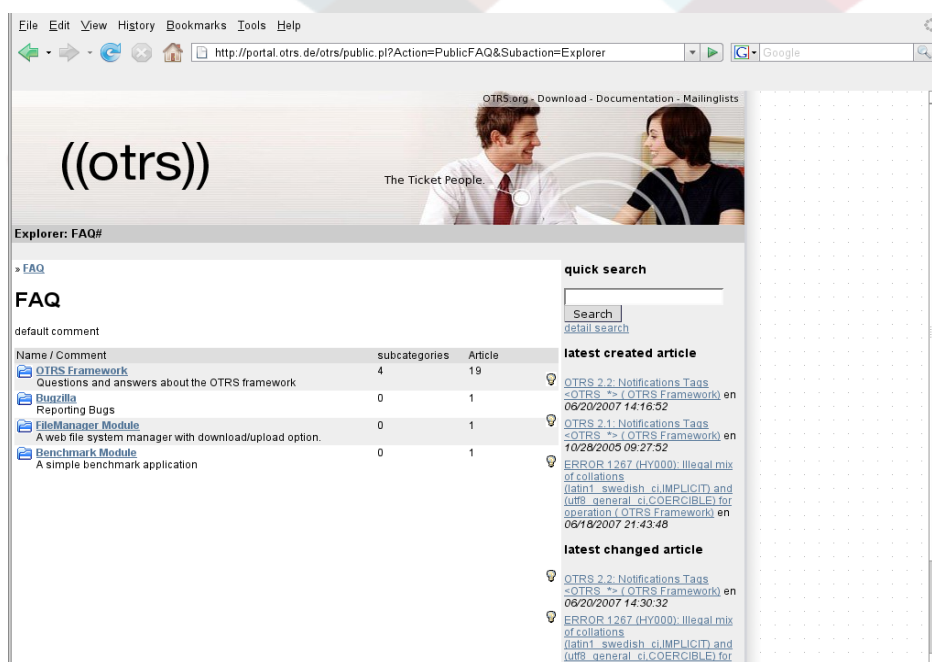 File Edit View History Bookmarks Tools Help
http://portal.otrs.de/otrs/public.pl?Action=PublicFAQ&Subaction=Explorer
G Google
OTRS.org - Download - Documentation - Mailinglists
((otrs))
The Ticket People.
Explorer: FAQ#
» FAQ
FAQ
default comment
Name / Comment subcategories Article
OTRS Framework 4 19
Questions and answers about the OTRS framework
Bugzilla 0 1
Reporting Bugs
FileManager Module 0 1
A web file system manager with download/upload option.
Benchmark Module 0 1
A simple benchmark application
quick search
Search
detail search
latest created article
OTRS 2.2: Notifications Tags
<OTRS_*> ( OTRS Framework) en
06/20/2007 14:16:52
OTRS 2.1: Notifications Tags
<OTRS_*> ( OTRS Framework) en
10/28/2005 09:27:52
ERROR 1267 (HY000): Illegal mix
of collations
(latin1_swedish_ci,IMPLICIT) and
(utf8_general_ci,COERCIBLE) for
operation ( OTRS Framework) en
06/18/2007 21:43:48
latest changed article
OTRS 2.2: Notifications Tags
<OTRS_*> ( OTRS Framework) en
06/20/2007 14:30:32
ERROR 1267 (HY000): Illegal mix
of collations
(latin1_swedish_ci,IMPLICIT) and
(utf8_general_ci,COERCIBLE) for